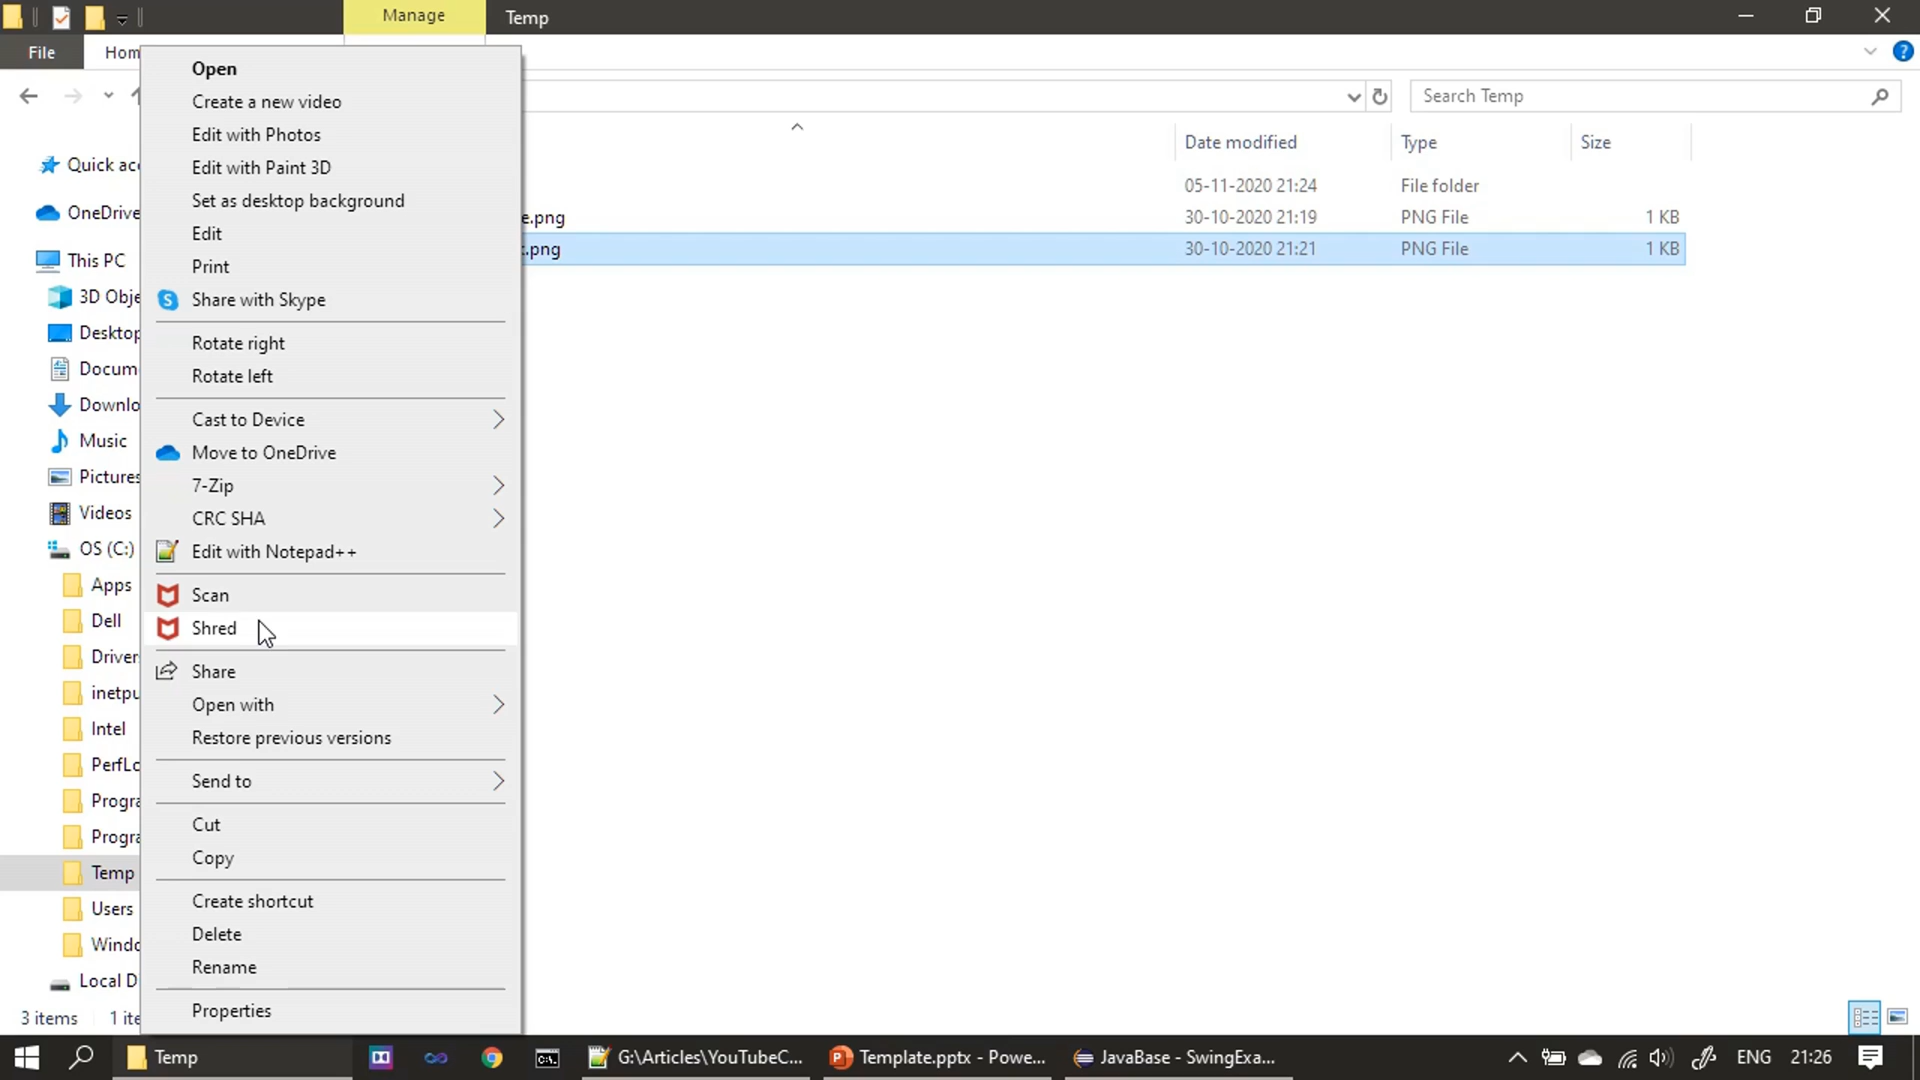 Manage
Temp
File
Hom
Search Temp
Date modified
Type
Size
05-11-2020 21:24
File folder
e.png
30-10-2020 21:19
PNG File
1 KB
.png
30-10-2020 21:21
PNG File
1 KB
Open
Create a new video
Edit with Photos
Edit with Paint 3D
Set as desktop background
Edit
Print
Share with Skype
Rotate right
Rotate left
Cast to Device
Move to OneDrive
7-Zip
CRC SHA
Edit with Notepad++
Scan
Shred
Share
Open with
Restore previous versions
Send to
Cut
Copy
Create shortcut
Delete
Rename
Properties
Quick acc
OneDrive
This PC
3D Obje
Desktop
Docum
Downlo
Music
Pictures
Videos
OS (C:)
Apps
Dell
Driver
inetpu
Intel
PerfLo
Progra
Progra
Temp
Users
Windo
Local D
3 items
1 ite
Temp
G:\Articles\YouTubeC...
Template.pptx - Powe...
JavaBase - SwingExa...
ENG
21:26